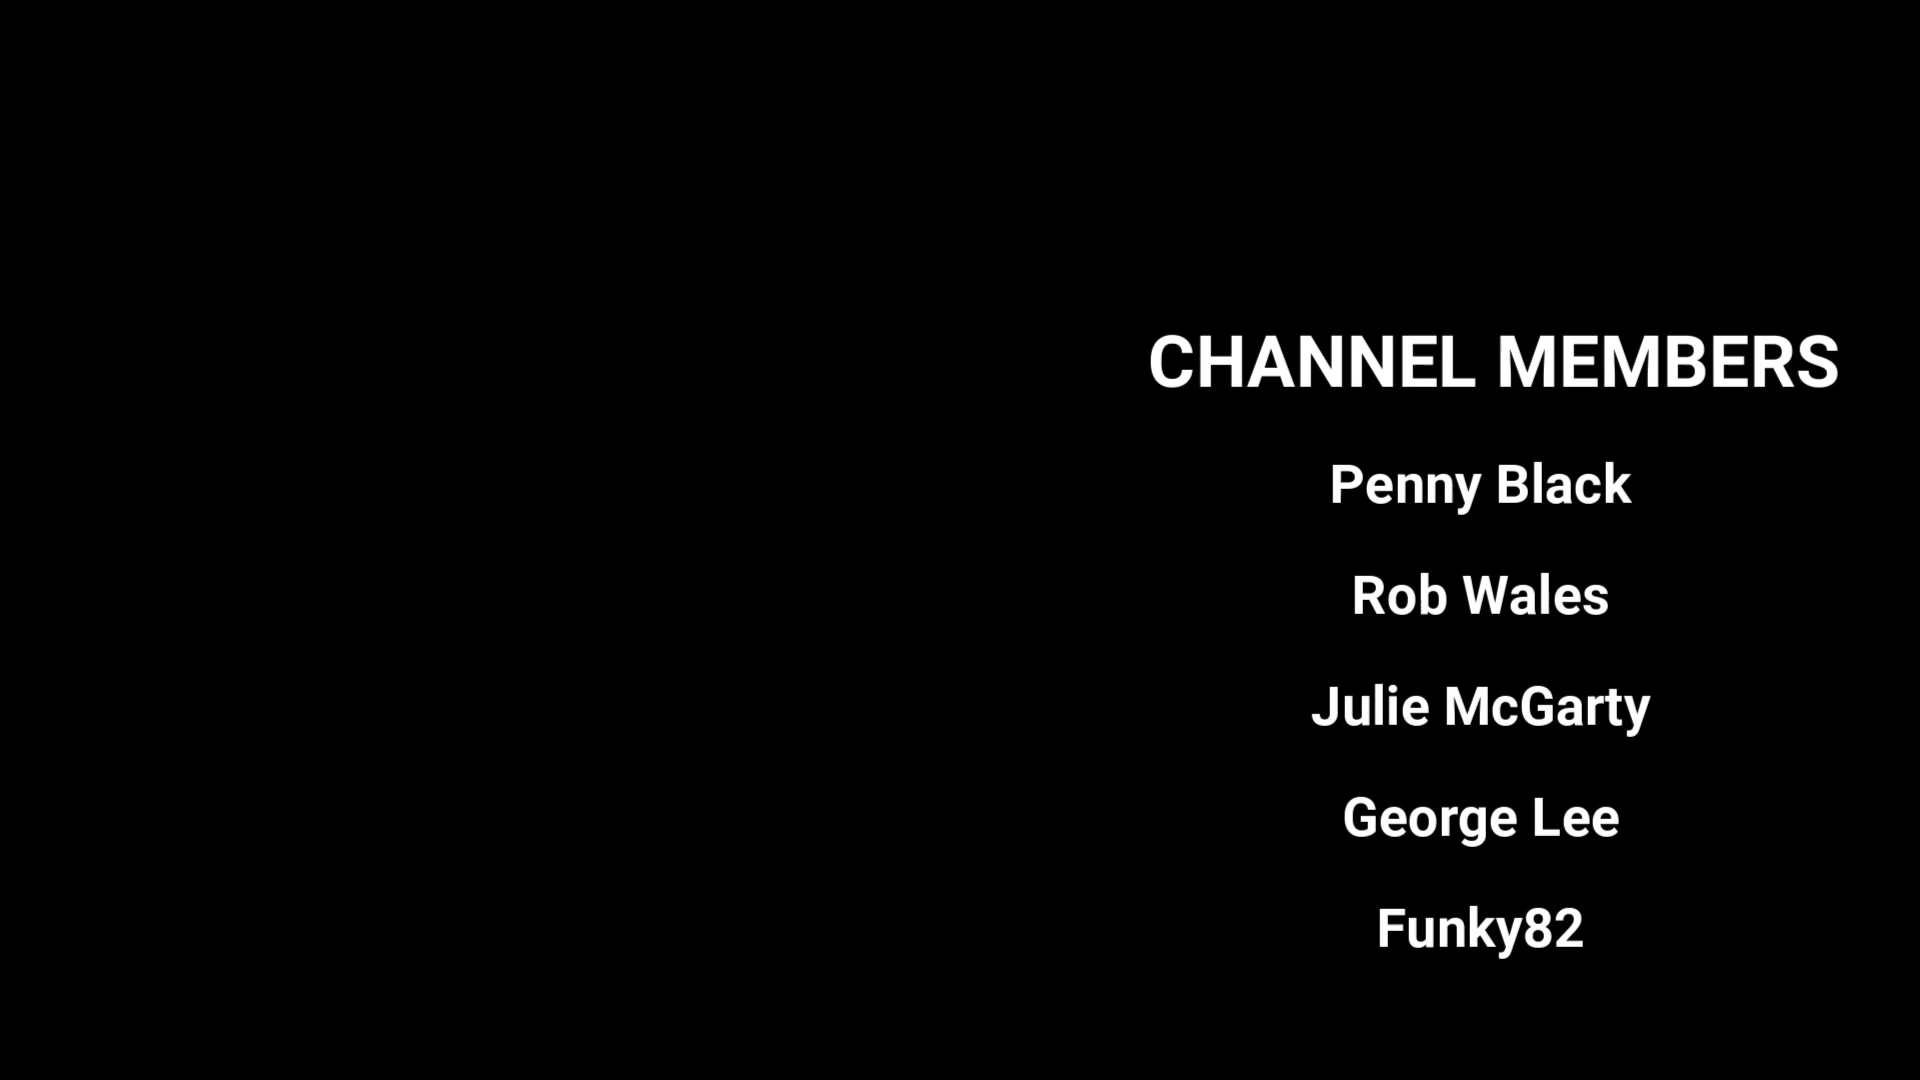 CHANNEL MEMBERS
Penny Black
Rob Wales
Julie McGarty
George Lee
Funky82